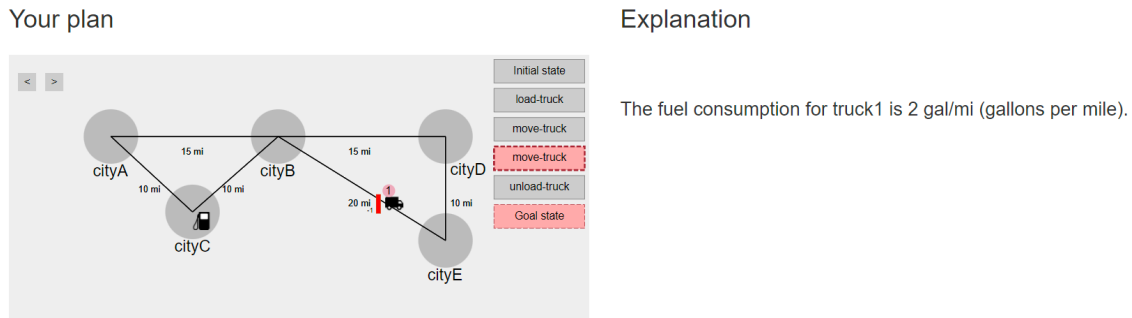 Your plan
Explanation
<
>
Initial state
load-truck
move-truck
move-truck
unload-truck
Goal state
The fuel consumption for truck1 is 2 gal/mi (gallons per mile).
15 mi
15 mi
cityA
cityB
cityD
10 mi
10 mi
1
20 mi
-1
10 mi
cityC
cityE